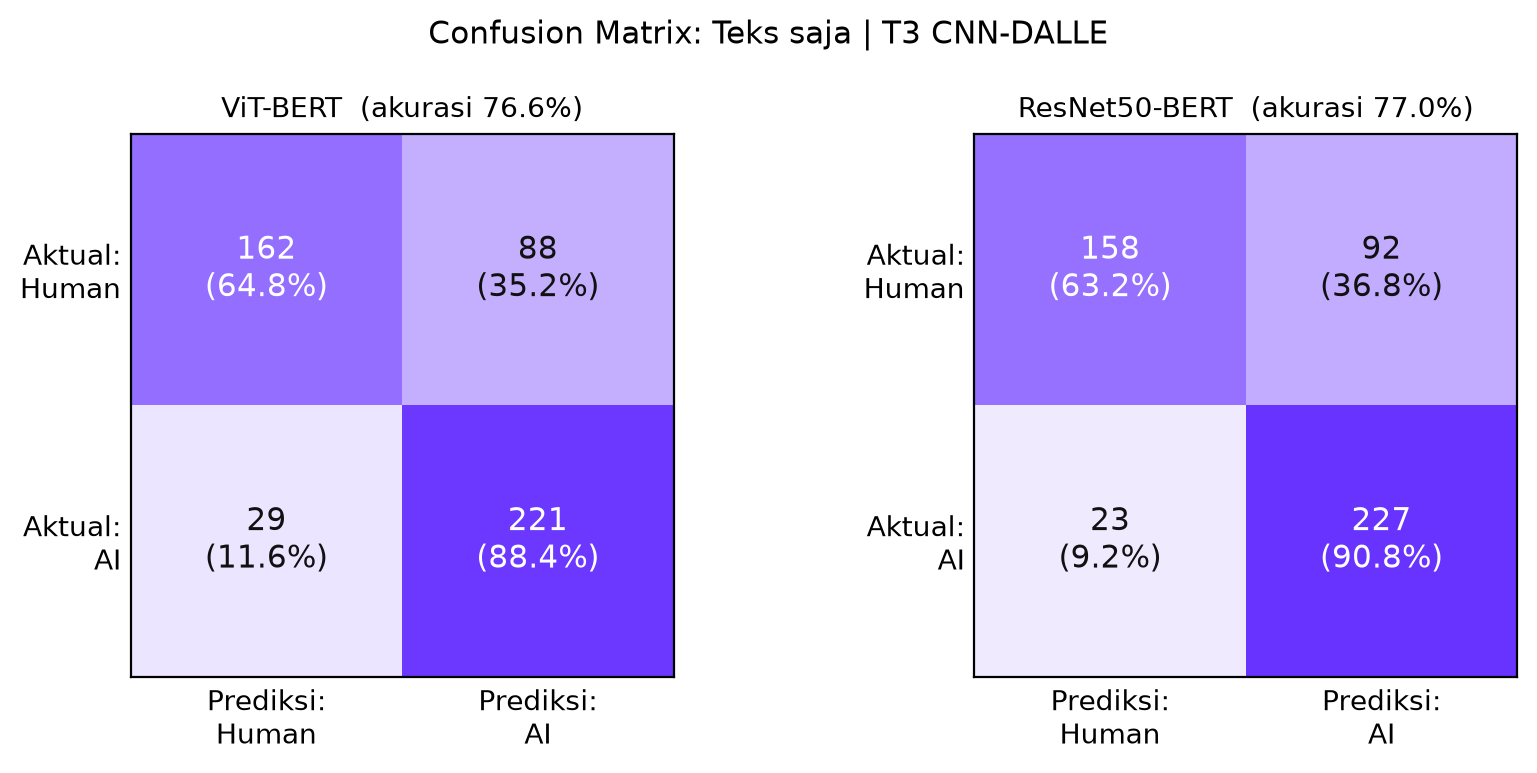 Confusion Matrix: Teks saja | T3 CNN-DALLE
ViT-BERT (akurasi 76.6%)
Aktual:
Human
162
(64.8%)
88
(35.2%)
Aktual:
AI
29
(11.6%)
221
(88.4%)
Prediksi:
Human
Prediksi:
AI
ResNet50-BERT (akurasi 77.0%)
Aktual:
Human
158
(63.2%)
92
(36.8%)
Aktual:
AI
23
(9.2%)
227
(90.8%)
Prediksi:
Human
Prediksi:
AI